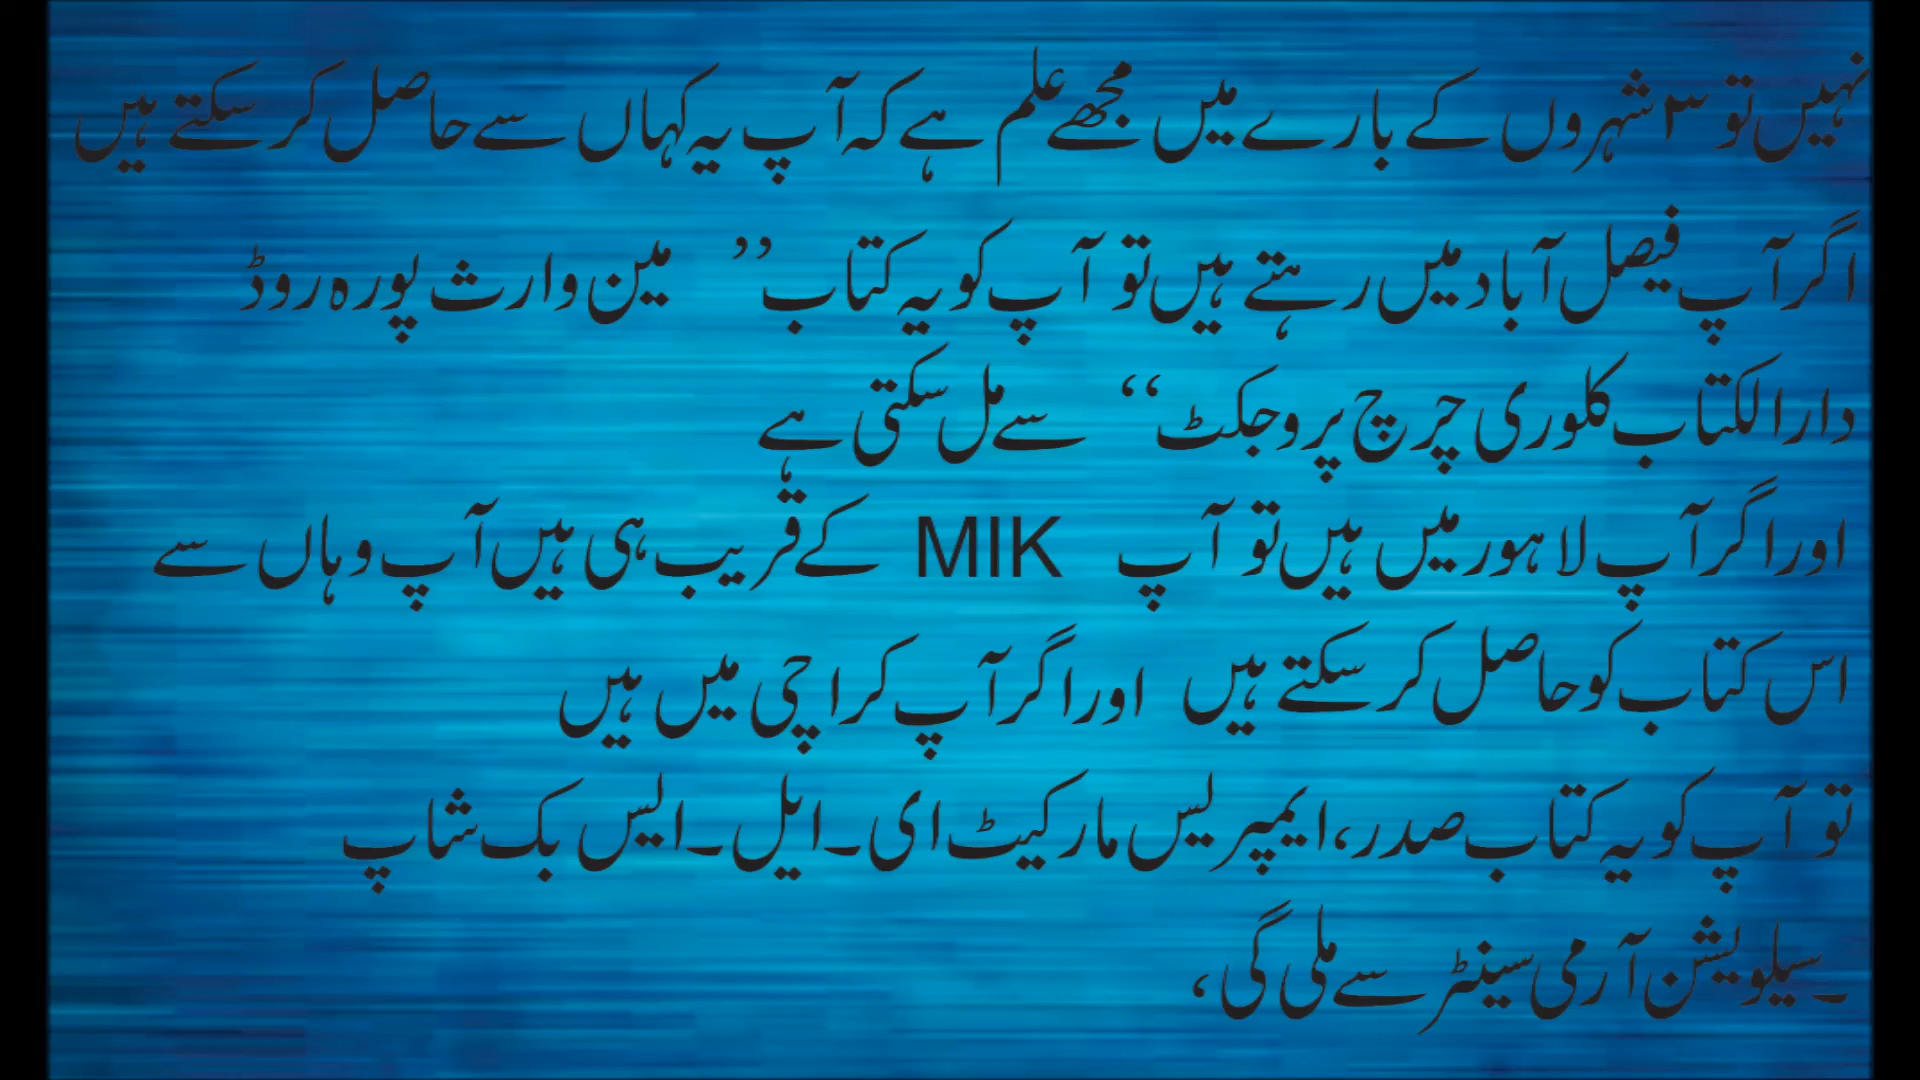 نہیں تو ۳ شہروں کے بارے میں مجھے علم ہے کہ آپ یہ کہاں سے حاصل کر سکتے ہیں
اگر آپ فیصل آباد میں رہتے ہیں تو آپ کو یہ کتاب ’’ مین وارث پورہ روڈ
دارالکتاب کلوری چرچ پروجکٹ‘‘ سے مل سکتی ہے
اور اگر آپ لاہور میں ہیں تو آپ MIK کے قریب ہی ہیں آپ وہاں سے
اس کتاب کو حاصل کر سکتے ہیں اور اگر آپ کراچی میں ہیں
تو آپ کو یہ کتاب صدر، ایمپریس مارکیٹ ای۔ایل۔ایس بک شاپ
۔سیلویشن آرمی سینٹر سے ملی گی،